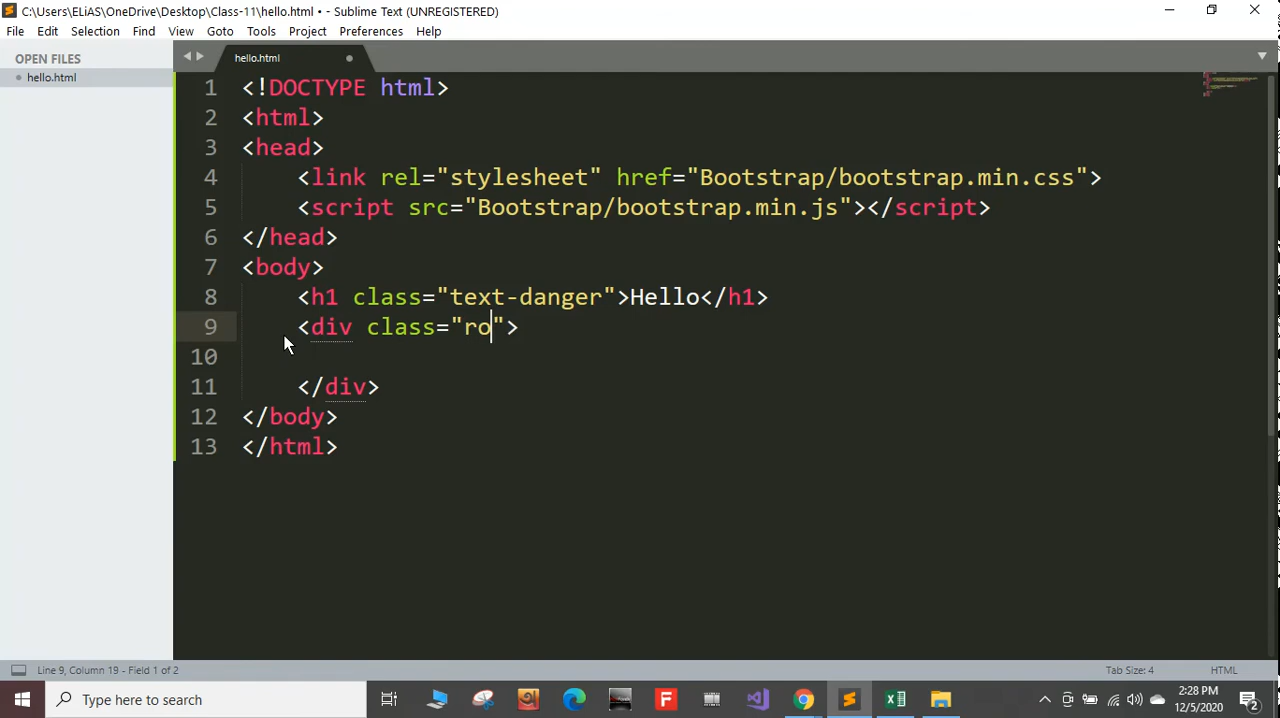 C:\Users\ELiAS\OneDrive\Desktop\Class-11\hello.html • - Sublime Text (UNREGISTERED)
File Edit Selection Find View Goto Tools Project Preferences Help
OPEN FILES
hello.html
hello.html
1 <!DOCTYPE html>
2 <html>
3 <head>
4 <link rel="stylesheet" href="Bootstrap/bootstrap.min.css">
5 <script src="Bootstrap/bootstrap.min.js"></script>
6 </head>
7 <body>
8 <h1 class="text-danger">Hello</h1>
9 <div class="ro">
10
11 </div>
12 </body>
13 </html>
Line 9, Column 19 - Field 1 of 2
Tab Size: 4
HTML
Type here to search
2:28 PM
12/5/2020
2